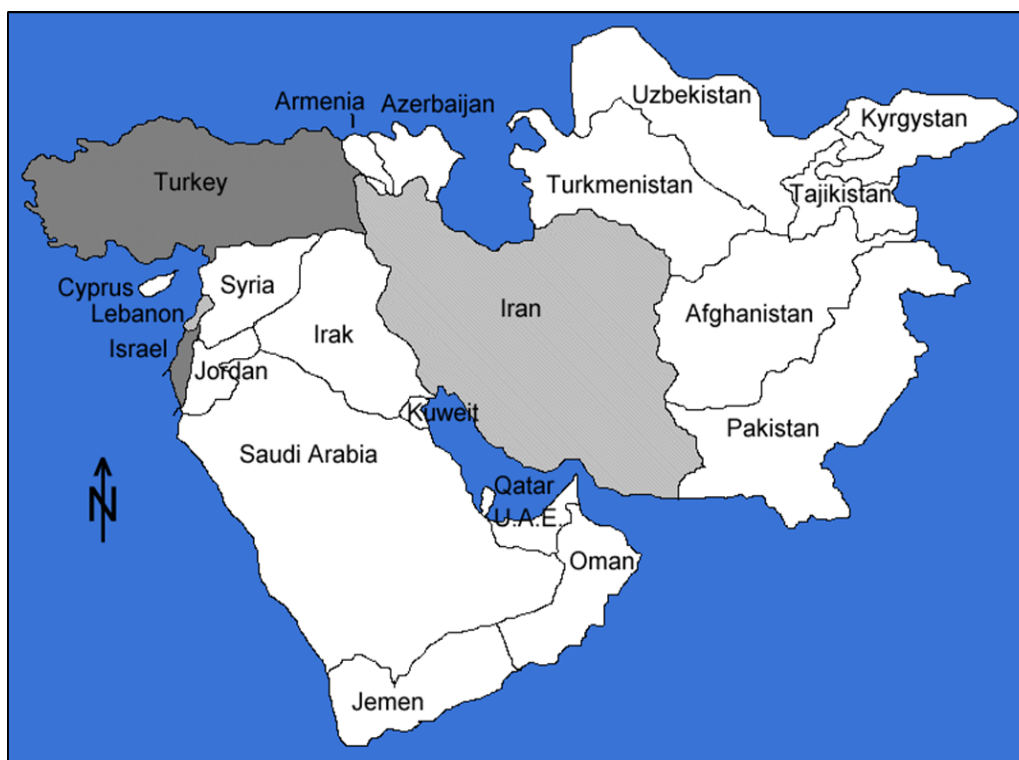 Uzbekistan
Armenia
Azerbaijan
Kyrgystan
Turkey
Turkmenistan
Tajikistan
Cyprus
Syria
Lebanon
Iran
Afghanistan
Irak
Israel
Jordan
Kuweit
Pakistan
Saudi Arabia
Qatar
N
U.A.E.
Oman
Jemen